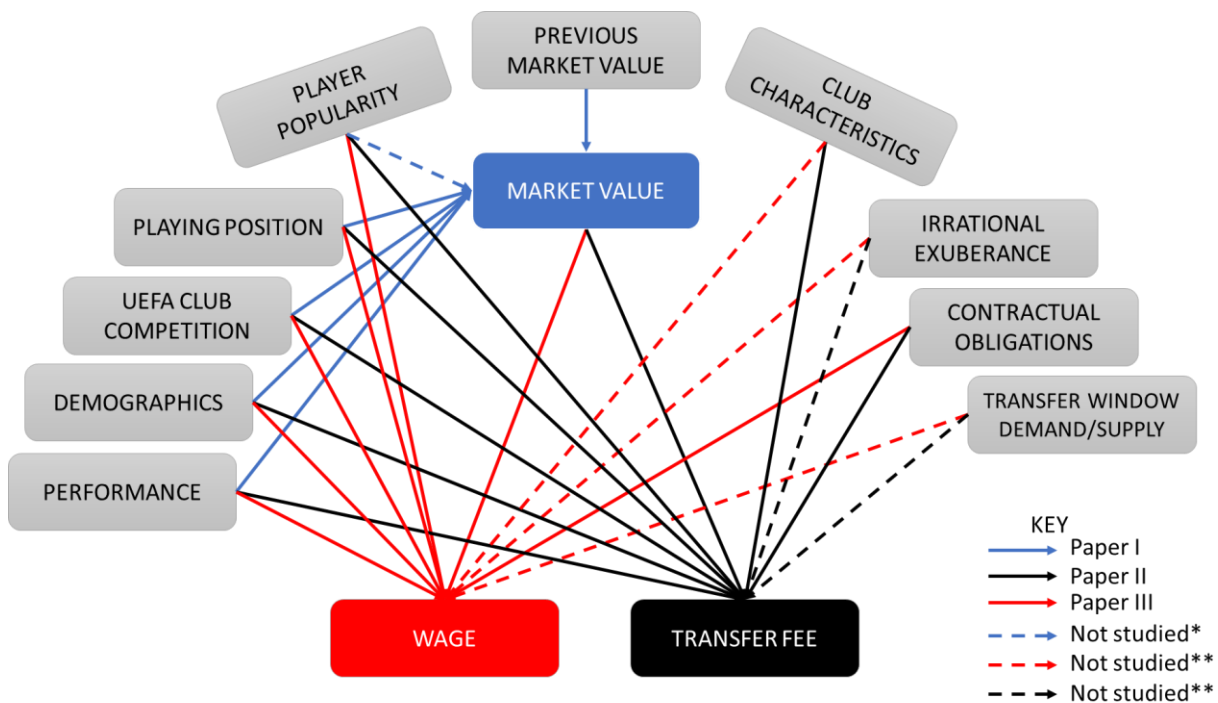 PREVIOUS
MARKET VALUE
PLAYER
POPULARITY
CLUB
CHARACTERISTICS
MARKET VALUE
PLAYING POSITION
IRRATIONAL
EXUBERANCE
UEFA CLUB
COMPETITION
CONTRACTUAL
OBLIGATIONS
DEMOGRAPHICS
TRANSFER WINDOW
DEMAND/SUPPLY
PERFORMANCE
WAGE
TRANSFER FEE
KEY
Paper I
Paper II
Paper III
Not studied*
Not studied**
Not studied**